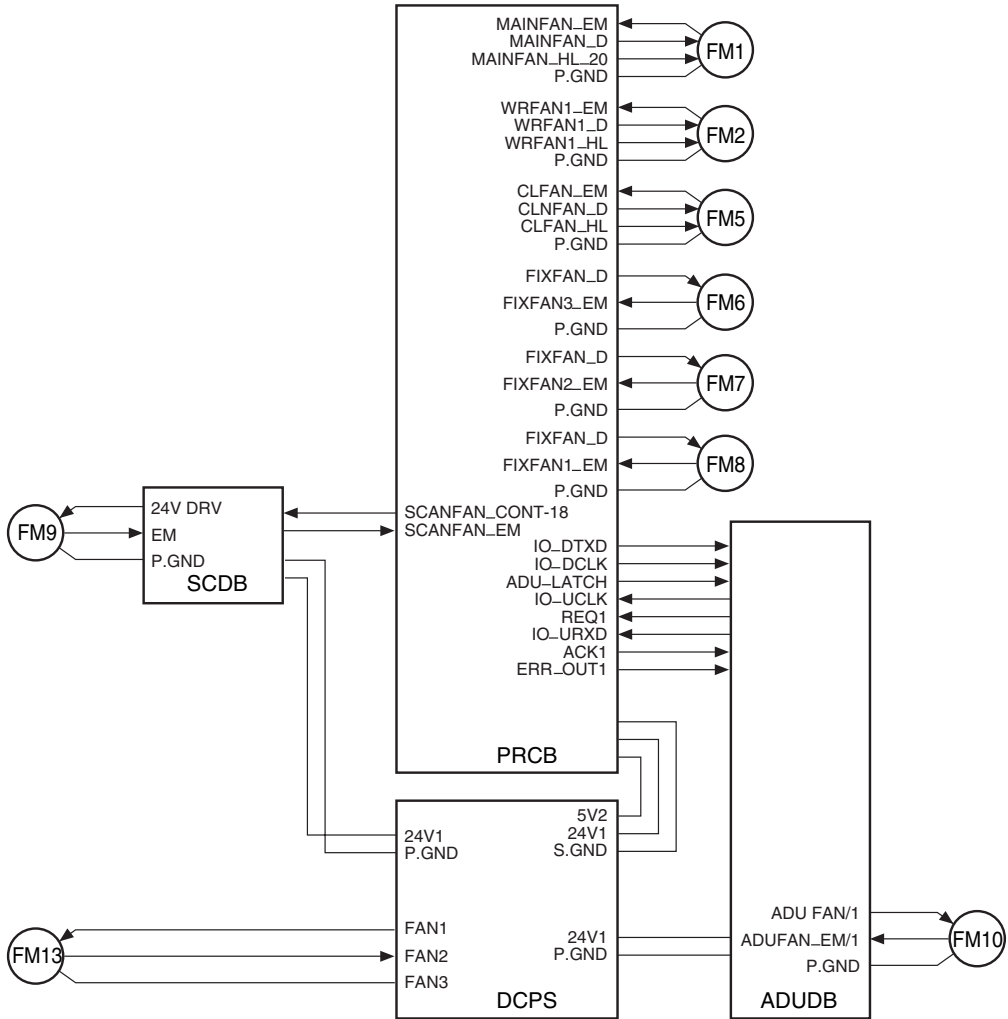 MAINFAN_EM
MAINFAN_D
MAINFAN_HL_20
P.GND
FM1
WRFAN1_EM
WRFAN1_D
WRFAN1_HL
P.GND
FM2
CLFAN_EM
CLNFAN_D
CLFAN_HL
P.GND
FM5
FIXFAN_D
FIXFAN3_EM
P.GND
FM6
FIXFAN_D
FIXFAN2_EM
P.GND
FM7
FIXFAN_D
FIXFAN1_EM
P.GND
FM8
FM9
24V DRV
EM
P.GND
SCDB
SCANFAN_CONT-18
SCANFAN_EM
IO_DTXD
IO_DCLK
ADU_LATCH
IO_UCLK
REQ1
IO_URXD
ACK1
ERR_OUT1
PRCB
24V1
P.GND
5V2
24V1
S.GND
FM13
FAN1
FAN2
FAN3
24V1
P.GND
DCPS
ADU FAN/1
ADUFAN_EM/1
P.GND
ADUDB
FM10